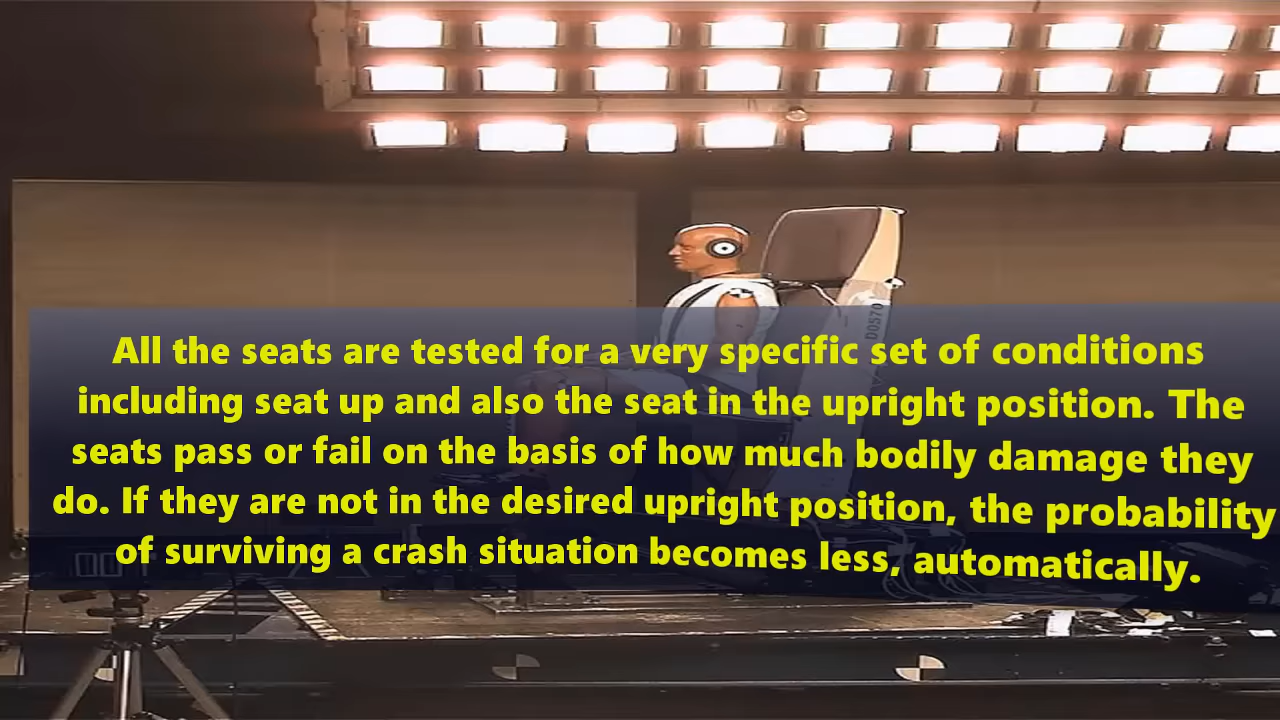 D0570
All the seats are tested for a very specific set of conditions
including seat up and also the seat in the upright position. The
seats pass or fail on the basis of how much bodily damage they
do. If they are not in the desired upright position, the probability
of surviving a crash situation becomes less, automatically.